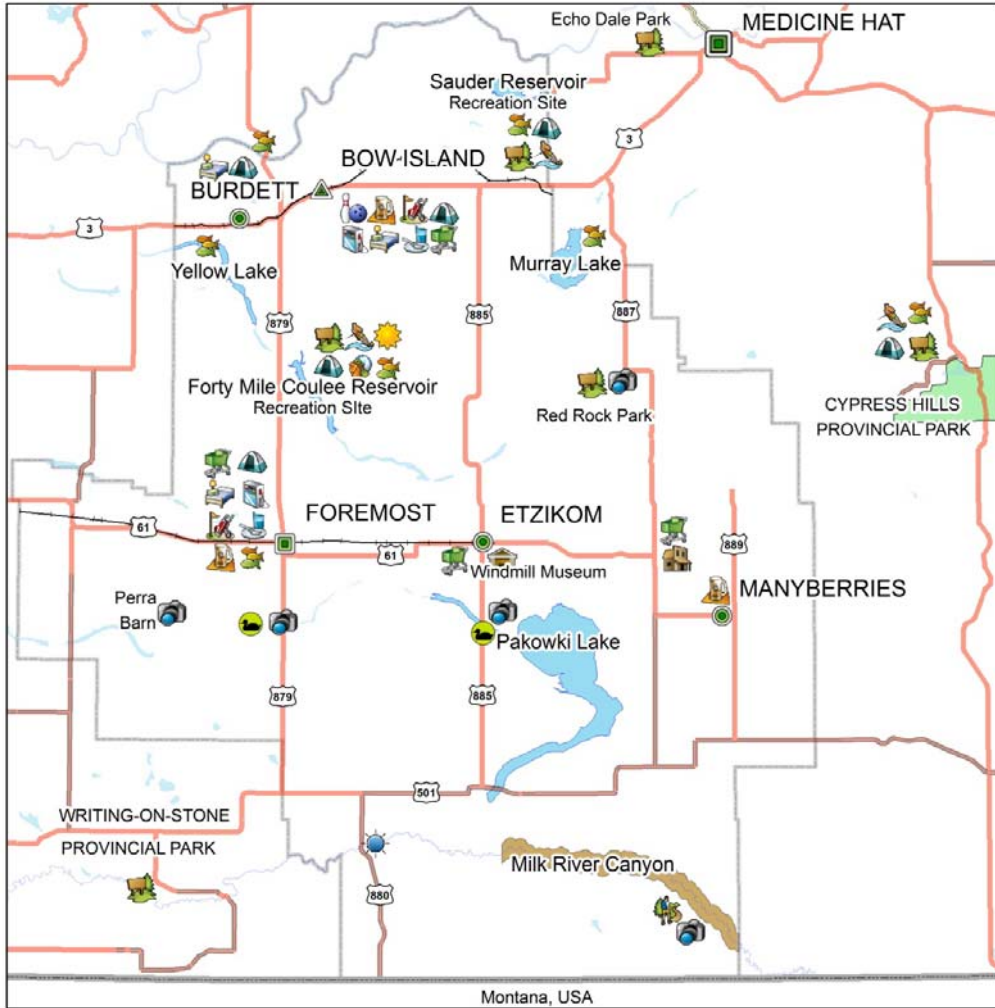 Echo Dale Park
MEDICINE HAT
Sauder Reservoir
Recreation Site
3
BOW-ISLAND
BURDETT
3
Yellow Lake
Murray Lake
879
885
887
Forty Mile Coulee Reservoir
Recreation SIte
Red Rock Park
CYPRESS HILLS
PROVINCIAL PARK
FOREMOST
ETZIKOM
61
61
889
Windmill Museum
MANYBERRIES
Perra
Barn
Pakowki Lake
879
885
501
WRITING-ON-STONE
PROVINCIAL PARK
Milk River Canyon
880
Montana, USA